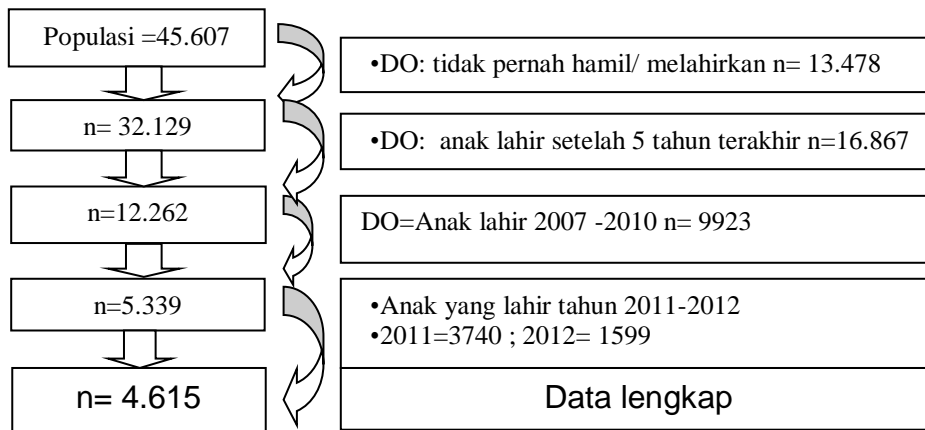 Populasi =45.607
•DO: tidak pernah hamil/ melahirkan n= 13.478
n= 32.129
•DO:  anak lahir setelah 5 tahun terakhir n=16.867
n=12.262
DO=Anak lahir 2007 -2010 n= 9923
n=5.339
•Anak yang lahir tahun 2011-2012
•2011=3740 ; 2012= 1599
n= 4.615
Data lengkap